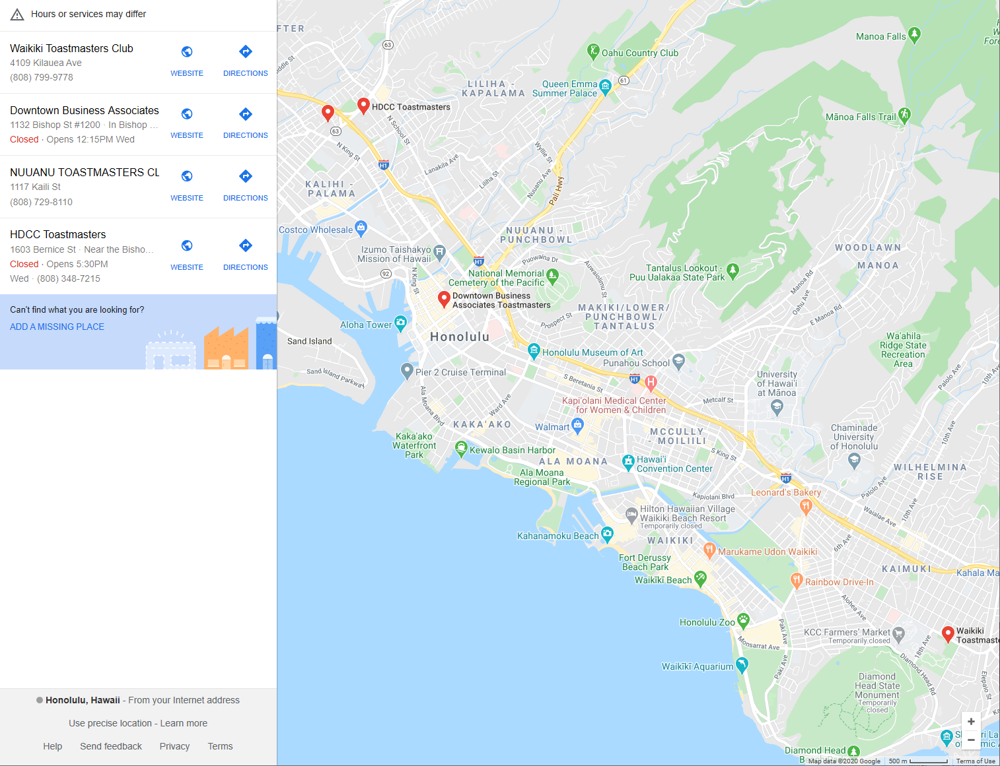 Hours or services may differ
Waikiki Toastmasters Club
4109 Kilauea Ave
(808) 799-9778
WEBSITE
DIRECTIONS
Downtown Business Associates
1132 Bishop St #1200 · In Bishop ...
Closed · Opens 12:15PM Wed
WEBSITE
DIRECTIONS
NUUANU TOASTMASTERS CL
1117 Kaili St
(808) 729-8110
WEBSITE
DIRECTIONS
HDCC Toastmasters
1603 Bernice St · Near the Bisho...
Closed · Opens 5:30PM
Wed · (808) 348-7215
WEBSITE
DIRECTIONS
Can't find what you are looking for?
ADD A MISSING PLACE
Honolulu, Hawaii - From your Internet address
Use precise location - Learn more
Help Send feedback Privacy Terms
FTER
63
Manoa Falls
Oahu Country Club
61
LILIHA -
KAPALAMA
Queen Emma
Summer Palace
HDCC Toastmasters
63
Mānoa Falls Trail
N School St
N King St
H1
Lanakila Ave
Liliha St
Wyllie St
Nuuanu Ave
Pali Hwy
KALIHI -
PALAMA
Costco Wholesale
NUUANU -
PUNCHBOWL
Izumo Taishakyo
Mission of Hawaii
H1
Puowaina Dr
Auwaiolimu St
WOODLAWN
MANOA
92
N King St
National Memorial
Cemetery of the Pacific
Tantalus Lookout -
Puu Ualakaa State Park
Manoa Rd
Oahu Ave
Downtown Business
Associates Toastmasters
MAKIKI/LOWER/
PUNCHBOWL/
TANTALUS
E Manoa Rd
Prospect St
Aloha Tower
Honolulu
Sand Island
Wa'ahila
Ridge State
Recreation
Area
Honolulu Museum of Art
Punahou School
Sand Island Parkway
Pier 2 Cruise Terminal
S Beretania St
H1
University
of Hawai'i
at Mānoa
Palolo Ave
10th Ave
Ala Moana Blvd
Ward Ave
Kapi'olani Medical Center
for Women & Children
Metcalf St
KAKA'AKO
Walmart
MCCULLY
- MOILIILI
Chaminade
University
of Honolulu
10th Ave
Kaka'ako
Waterfront
Park
Kewalo Basin Harbor
ALA MOANA
Hawai'i
Convention Center
S King St
Ala Moana
Regional Park
H1
WILHELMINA
RISE
Kapiolani Blvd
Leonard's Bakery
Palolo Ave
10th Ave
Hilton Hawaiian Village
Waikiki Beach Resort
Temporarily closed
Waialae Ave
Kahanamoku Beach
WAIKIKI
Marukame Udon Waikiki
6th Ave
Fort Derussy
Beach Park
KAIMUKI
Kahala Ma
Waikīkī Beach
Rainbow Drive-In
Alohea Ave
Honolulu Zoo
Paki Ave
KCC Farmers' Market
Temporarily closed
Waikiki
Toastmaste
Monsarrat Ave
18th Ave
Waikīkī Aquarium
Paki Ave
Diamond Head Rd
Diamond
Head State
Monument
Temporarily
closed
Elepaio St
+
−
Diamond Head
Map data ©2020 Google
500 m
Terms of Use